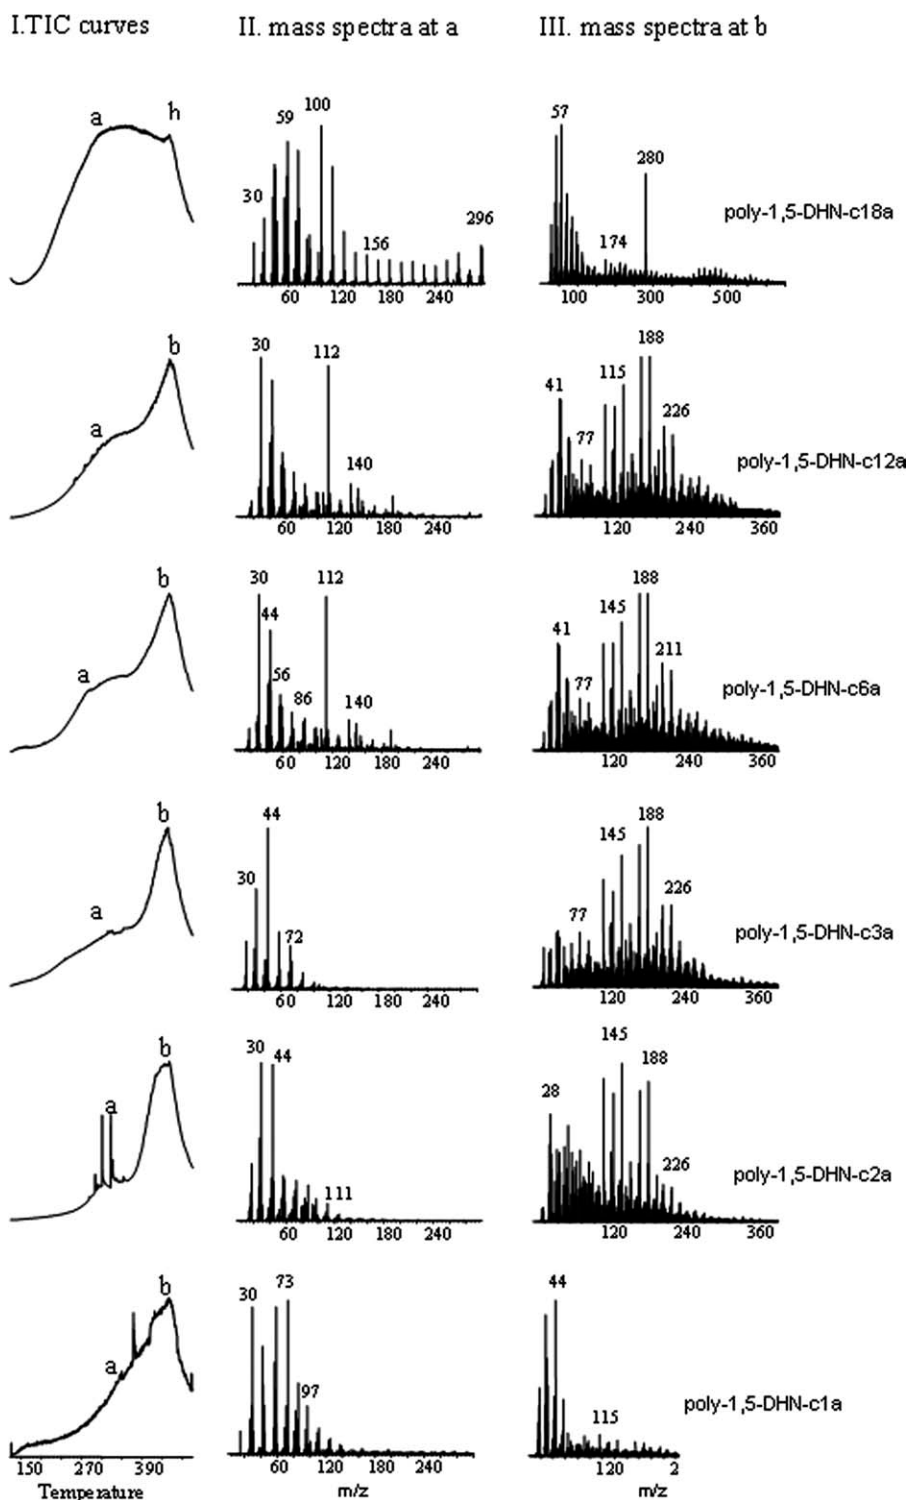 I.TIC curves II. mass spectra at a III. mass spectra at b
a h
30 59 100 156 296
60 120 180 240
57 174 280
100 300 500
poly-1,5-DHN-c18a
a b
30 112 140
60 120 180 240
41 77 115 188 226
120 240 360
poly-1,5-DHN-c12a
a b
30 44 56 86 112 140
60 120 180 240
41 77 145 188 211
120 240 360
poly-1,5-DHN-c6a
a b
30 44 72
60 120 180 240
77 145 188 226
120 240 360
poly-1,5-DHN-c3a
a b
30 44 111
60 120 180 240
28 145 188 226
120 240 360
poly-1,5-DHN-c2a
a b
30 73 97
60 120 180 240
44 115
120 2
poly-1,5-DHN-c1a
150 270 390
Temperature m/z m/z